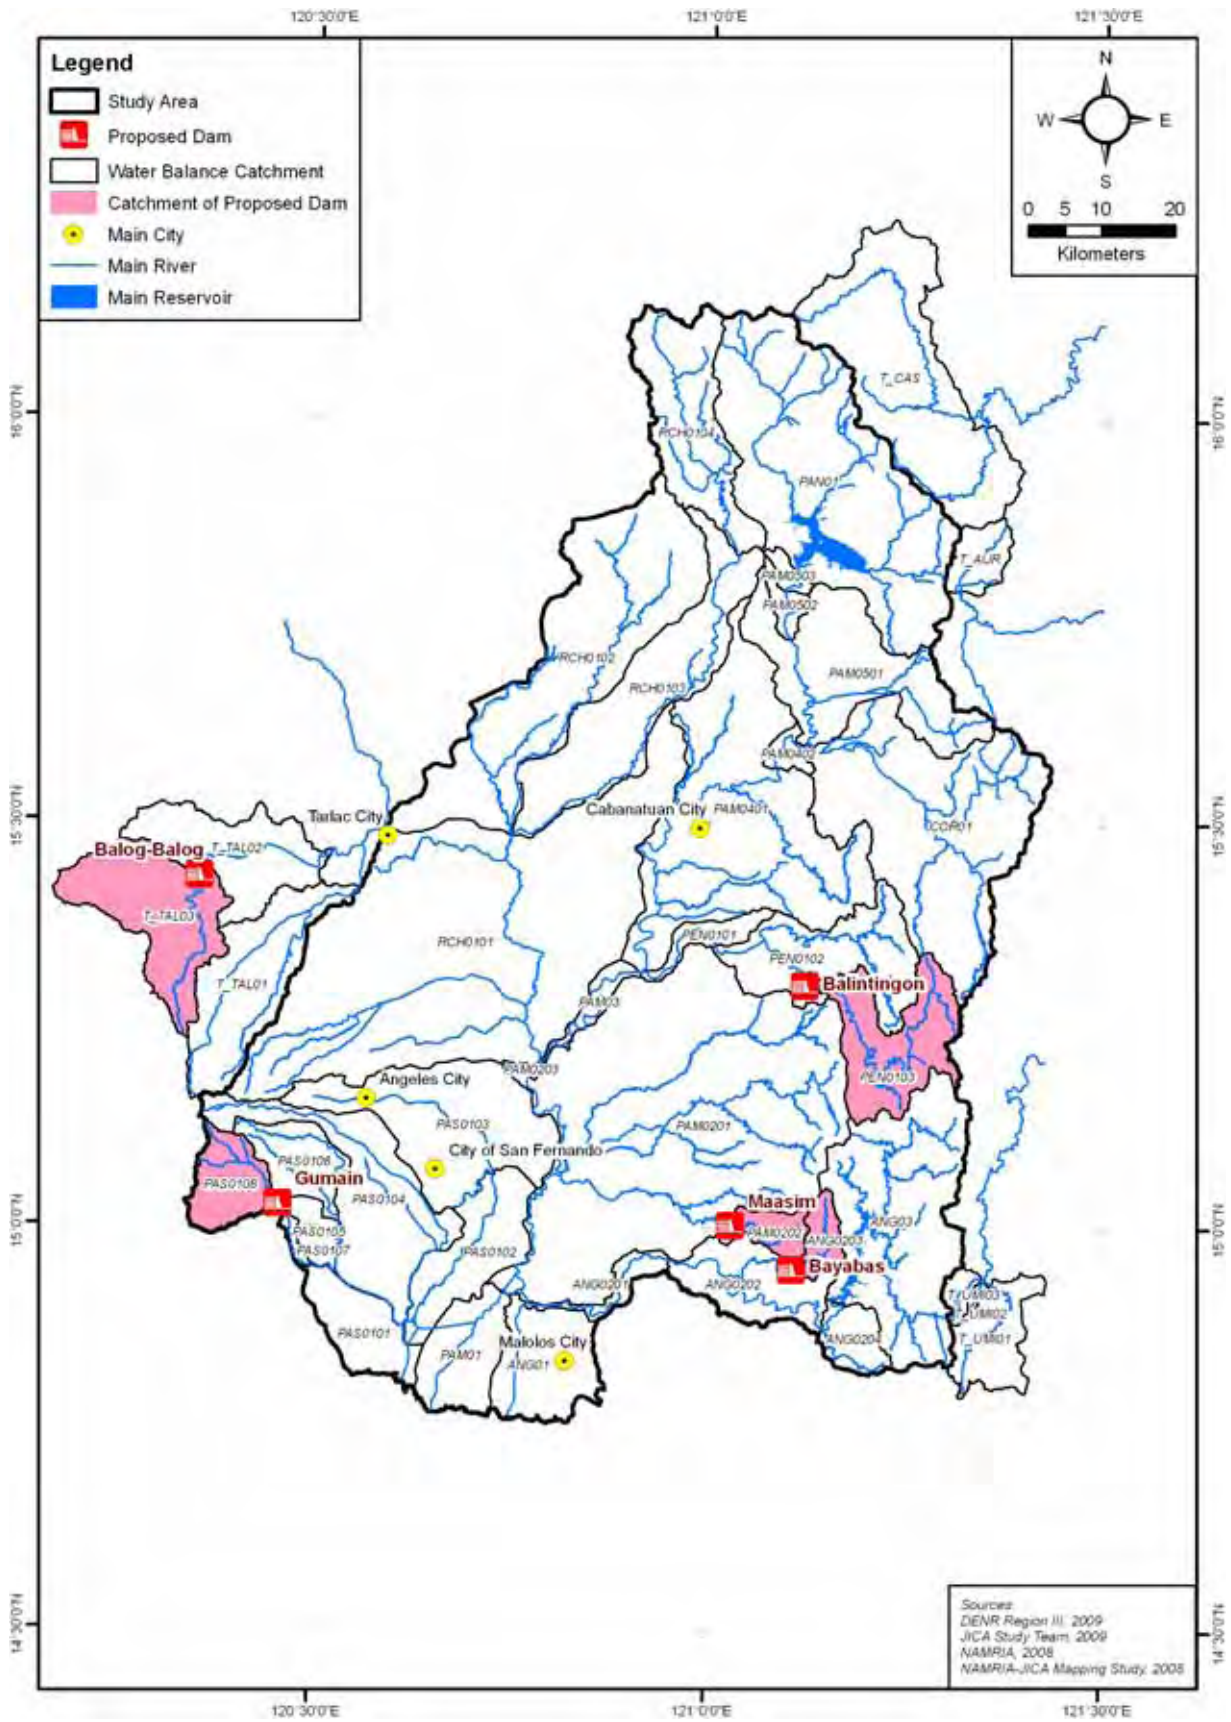 120°30'0"E
121°0'0"E
121°30'0"E
Legend
Study Area
Proposed Dam
Water Balance Catchment
Catchment of Proposed Dam
Main City
Main River
Main Reservoir
N
W
E
S
0 5 10 20
Kilometers
16°0'0"N
16°0'0"N
T_CAS
RCH0104
PAN01
T_AUR
PAM0503
PAM0502
RCH0102
PAM0501
RCH0103
PAM0402
15°30'0"N
15°30'0"N
Tarlac City
Cabanatuan City
PAM0401
COR01
Balog-Balog
T_TAL02
T_TAL03
RCH0101
PEN0101
PEN0102
T_TAL01
Balintingon
PAM03
PAM0203
PEN0103
Angeles City
PAS0103
PAM0201
City of San Fernando
PAS0106
Gumain
PAS0108
PAS0104
Maasim
15°0'0"N
15°0'0"N
PAS0105
PAS0107
PAS0102
PAM0202
ANG0203
ANG03
Bayabas
ANG0201
ANG0202
T_UMI03
T_UMI02
T_UMI01
PAS0101
PAM01
Malolos City
ANG01
ANG0204
14°30'0"N
14°30'0"N
Sources:
DENR Region III, 2009
JICA Study Team, 2009
NAMRIA, 2008
NAMRIA-JICA Mapping Study, 2008
120°30'0"E
121°0'0"E
121°30'0"E